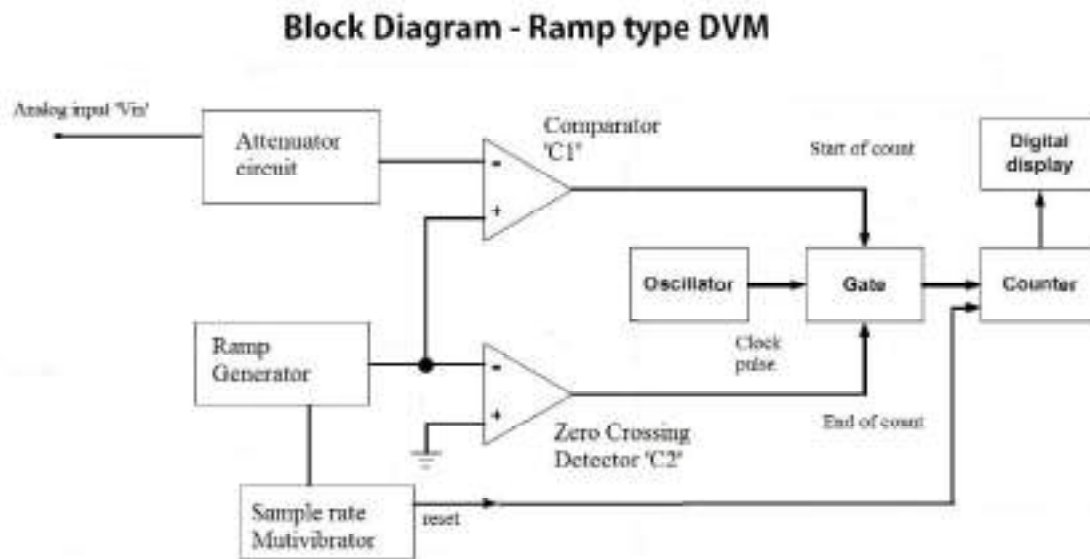 Block Diagram - Ramp type DVM
Analog input 'Vin'
Attenuator
circuit
Comparator
'C1'
-
+
Start of count
Digital
display
Oscillator
Gate
Counter
Clock
pulse
Ramp
Generator
-
+
End of count
Zero Crossing
Detector 'C2'
Sample rate
Mutivibrator
reset